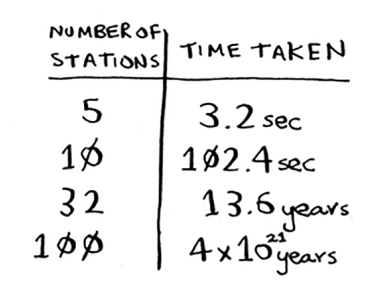 NUMBER OF STATIONS TIME TAKEN
5 3.2 sec
10 102.4 sec
32 13.6 years
100 4 x 10^21 years